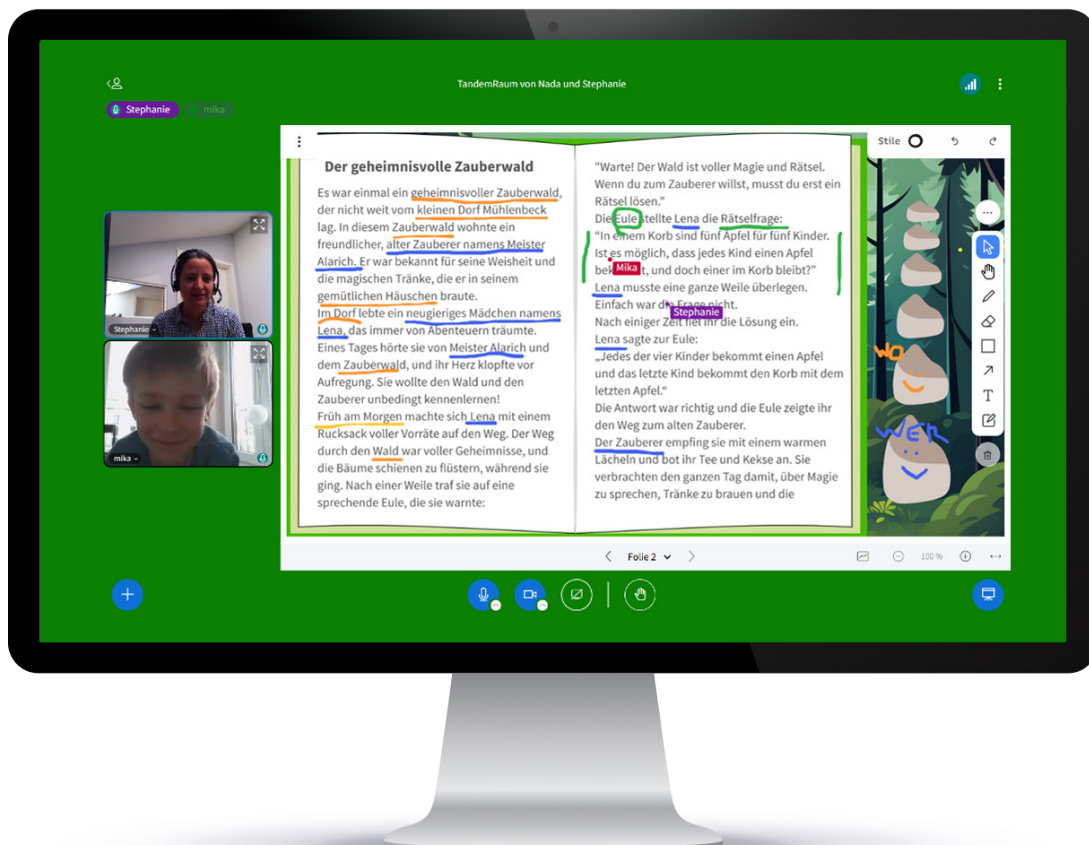 TandemRaum von Nada und Stephanie
Stephanie
mika
Stephanie
mika
Der geheimnisvolle Zauberwald
Es war einmal ein geheimnisvoller Zauberwald,
der nicht weit vom kleinen Dorf Mühlenbeck
lag. In diesem Zauberwald wohnte ein
freundlicher, alter Zauberer namens Meister
Alarich. Er war bekannt für seine Weisheit und
die magischen Tränke, die er in seinem
gemütlichen Häuschen braute.
Im Dorf lebte ein neugieriges Mädchen namens
Lena, das immer von Abenteuern träumte.
Eines Tages hörte sie von Meister Alarich und
dem Zauberwald, und ihr Herz klopfte vor
Aufregung. Sie wollte den Wald und den
Zauberer unbedingt kennenlernen!
Früh am Morgen machte sich Lena mit einem
Rucksack voller Vorräte auf den Weg. Der Weg
durch den Wald war voller Geheimnisse, und
die Bäume schienen zu flüstern, während sie
ging. Nach einer Weile traf sie auf eine
sprechende Eule, die sie warnte:
"Warte! Der Wald ist voller Magie und Rätsel.
Wenn du zum Zauberer willst, musst du erst ein
Rätsel lösen."
Die Eule stellte Lena die Rätselfrage:
"In einem Korb sind fünf Äpfel für fünf Kinder.
Ist es möglich, dass jedes Kind einen Apfel
und doch einer im Korb bleibt?"
Mika
Lena musste eine ganze Weile überlegen.
Einfach war die Frage nicht.
Stephanie
Nach einiger Zeit fiel ihr die Lösung ein.
Lena sagte zur Eule:
„Jedes der vier Kinder bekommt einen Apfel
und das letzte Kind bekommt den Korb mit dem
letzten Apfel.“
Die Antwort war richtig und die Eule zeigte ihr
den Weg zum alten Zauberer.
Der Zauberer empfing sie mit einem warmen
Lächeln und bot ihr Tee und Kekse an. Sie
verbrachten den ganzen Tag damit, über Magie
zu sprechen, Tränke zu brauen und die
Stile
WO
WER
T
Folie 2
100 %